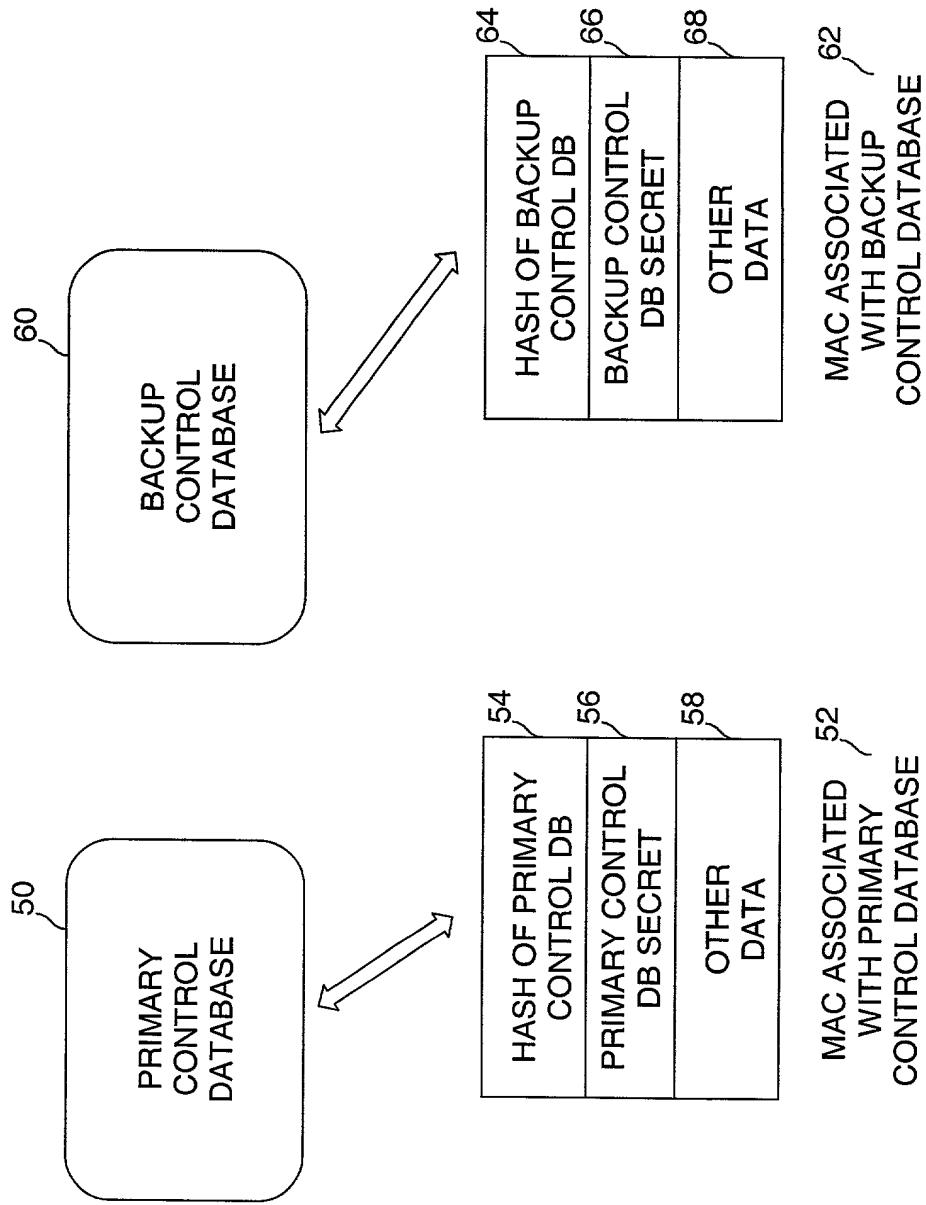 50
PRIMARY
CONTROL
DATABASE
60
BACKUP
CONTROL
DATABASE
HASH OF PRIMARY
CONTROL DB
54
PRIMARY CONTROL
DB SECRET
56
OTHER
DATA
58
MAC ASSOCIATED
WITH PRIMARY
CONTROL DATABASE
52
HASH OF BACKUP
CONTROL DB
64
BACKUP CONTROL
DB SECRET
66
OTHER
DATA
68
MAC ASSOCIATED
WITH BACKUP
CONTROL DATABASE
62